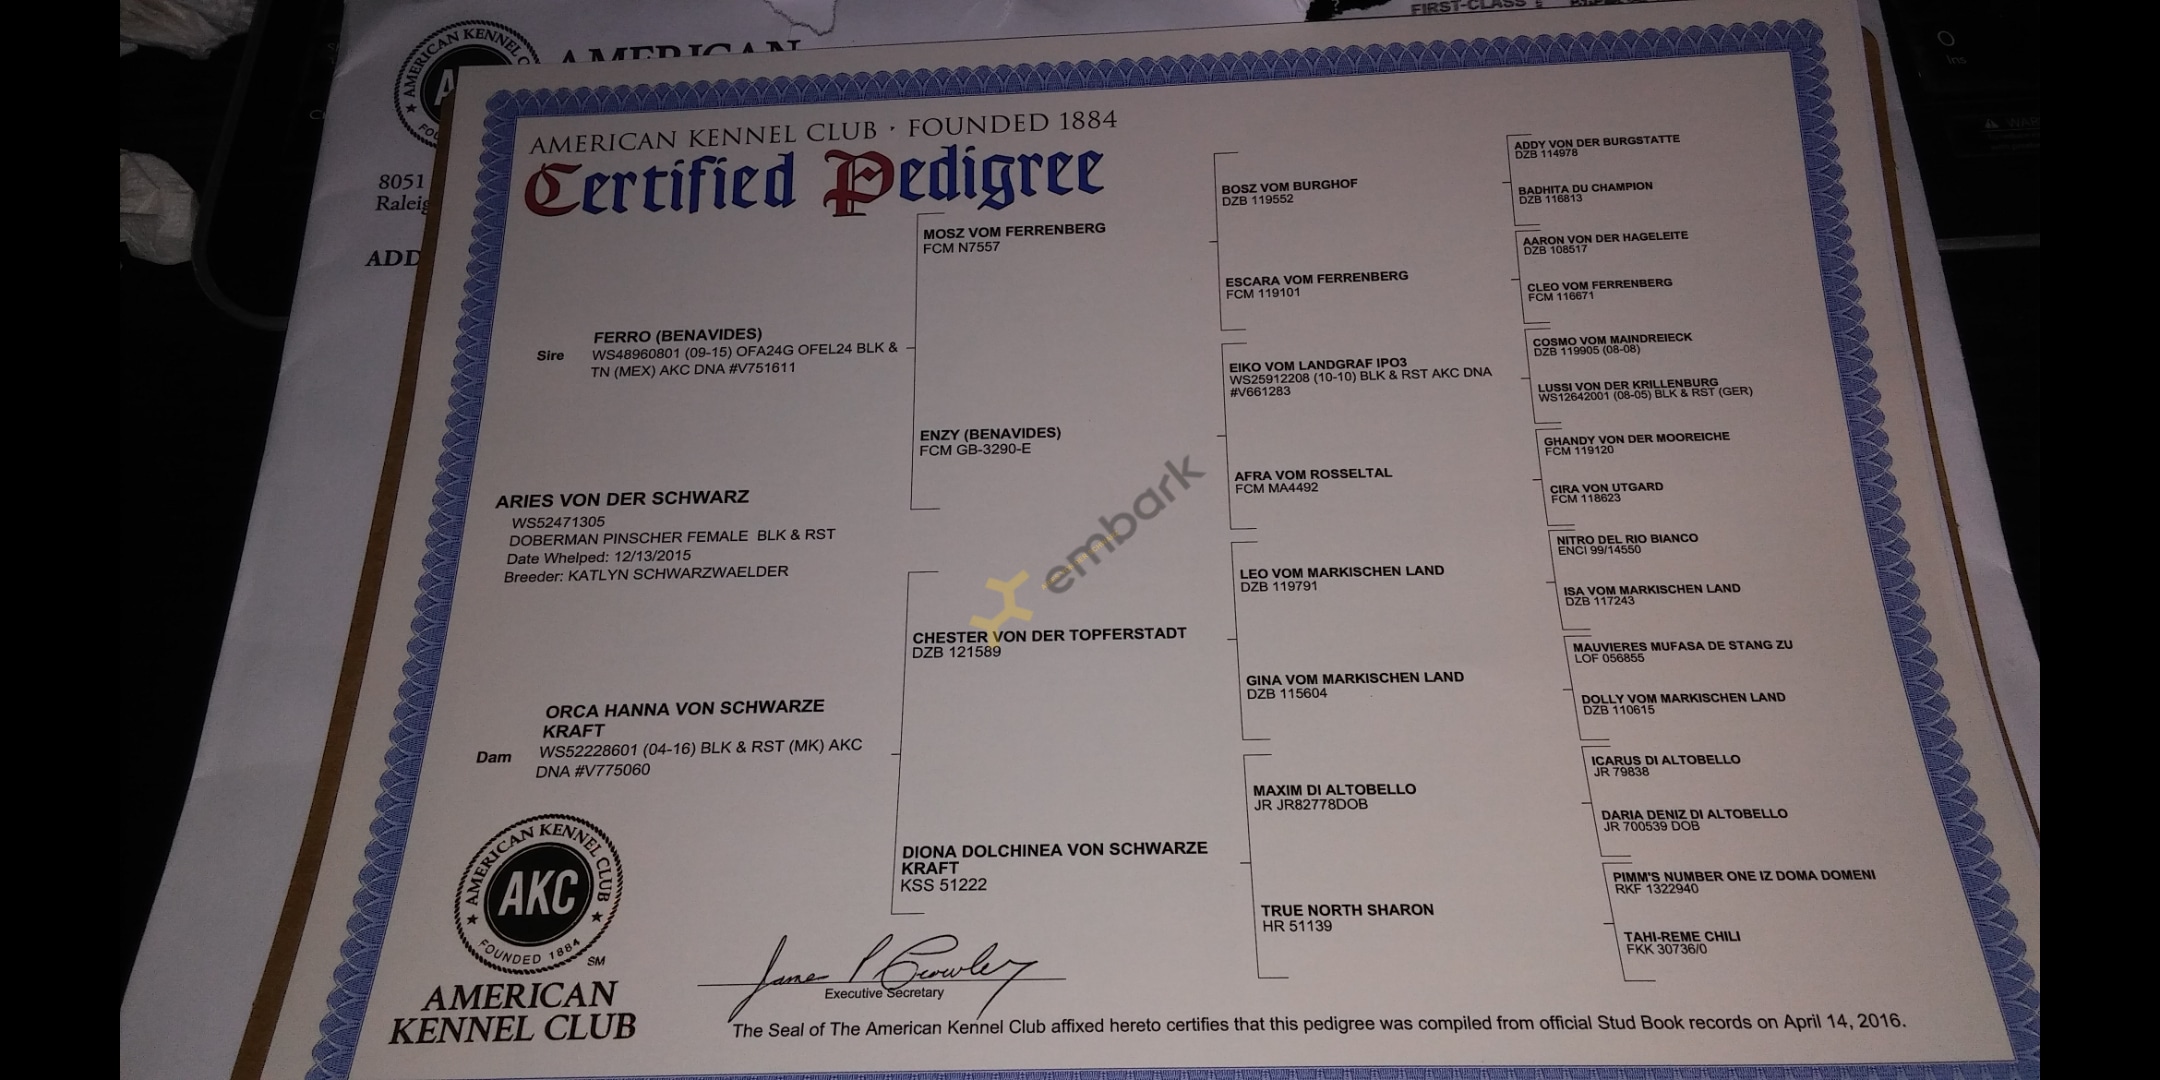 FIRST-CLASS
AMERICAN KENNEL
AMERICAN
8051
ADD
Ins
AMERICAN KENNEL CLUB · FOUNDED 1884
Certified Pedigree
Sire
FERRO (BENAVIDES)
WS48960801 (09-15) OFA24G OFEL24 BLK &
TN (MEX) AKC DNA #V751611
ARIES VON DER SCHWARZ
WS52471305
DOBERMAN PINSCHER FEMALE BLK & RST
Date Whelped: 12/13/2015
Breeder: KATLYN SCHWARZWAELDER
Dam
ORCA HANNA VON SCHWARZE
KRAFT
WS52228601 (04-16) BLK & RST (MK) AKC
DNA #V775060
MOSZ VOM FERRENBERG
FCM N7557
ENZY (BENAVIDES)
FCM GB-3290-E
CHESTER VON DER TOPFERSTADT
DZB 121589
DIONA DOLCHINEA VON SCHWARZE
KRAFT
KSS 51222
BOSZ VOM BURGHOF
DZB 119552
ESCARA VOM FERRENBERG
FCM 119101
EIKO VOM LANDGRAF IPO3
WS25912208 (10-10) BLK & RST AKC DNA
#V661283
AFRA VOM ROSSELTAL
FCM MA4492
LEO VOM MARKISCHEN LAND
DZB 119791
GINA VOM MARKISCHEN LAND
DZB 115604
MAXIM DI ALTOBELLO
JR JR82778DOB
TRUE NORTH SHARON
HR 51139
ADDY VON DER BURGSTATTE
DZB 114978
BADHITA DU CHAMPION
DZB 116813
AARON VON DER HAGELEITE
DZB 108517
CLEO VOM FERRENBERG
FCM 116671
COSMO VOM MAINDREIECK
DZB 119905 (08-08)
LUSSI VON DER KRILLENBURG
WS12642001 (08-05) BLK & RST (GER)
GHANDY VON DER MOOREICHE
FCM 119120
CIRA VON UTGARD
FCM 118623
NITRO DEL RIO BIANCO
ENCI 99/14550
ISA VOM MARKISCHEN LAND
DZB 117243
MAUVIERES MUFASA DE STANG ZU
LOF 056855
DOLLY VOM MARKISCHEN LAND
DZB 110615
ICARUS DI ALTOBELLO
JR 79838
DARIA DENIZ DI ALTOBELLO
JR 700539 DOB
PIMM'S NUMBER ONE IZ DOMA DOMENI
RKF 1322940
TAHI-REME CHILI
FKK 30736/0
embark
AMERICAN KENNEL CLUB
AKC
FOUNDED 1884
SM
AMERICAN
KENNEL CLUB
James P Crowley
Executive Secretary
The Seal of The American Kennel Club affixed hereto certifies that this pedigree was compiled from official Stud Book records on April 14, 2016.